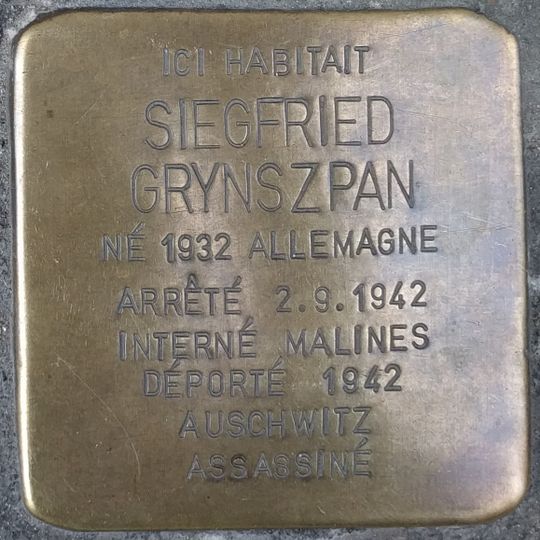 ICI HABITAIT
SIEGFRIED
GRYNSZPAN
NÉ 1932 ALLEMAGNE
ARRÊTÉ 2.9.1942
INTERNÉ MALINES
DÉPORTÉ 1942
AUSCHWITZ
ASSASSINÉ